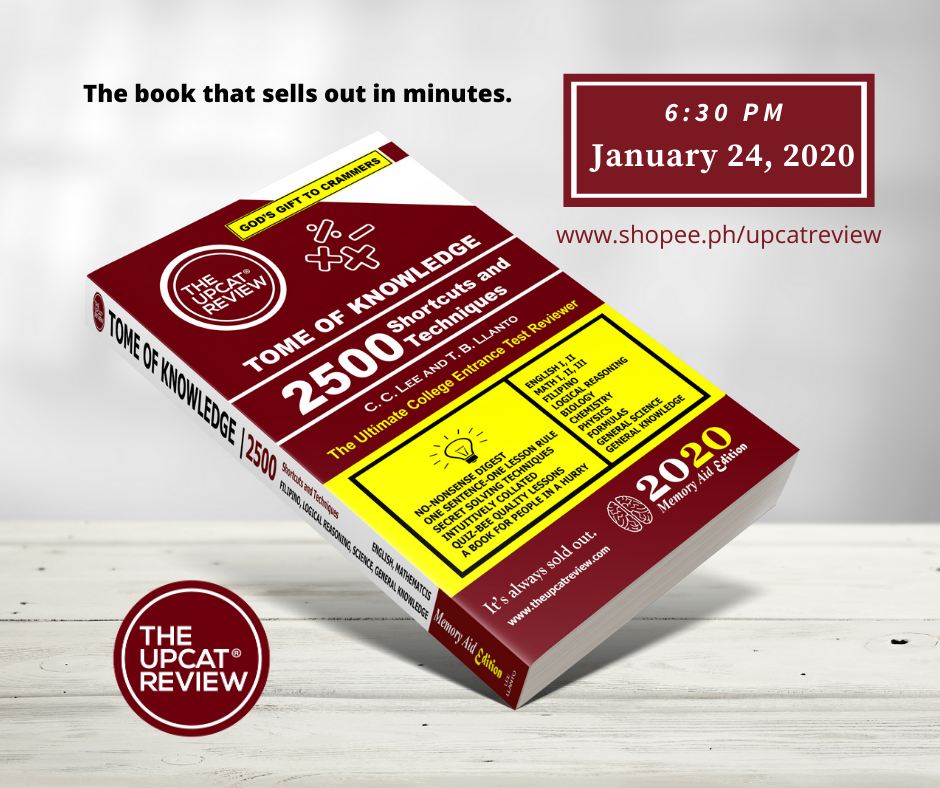 The book that sells out in minutes.
6:30 PM
January 24, 2020
www.shopee.ph/upcatreview
GOD'S GIFT TO CRAMMERS
THE
UPCAT®
REVIEW
TOME OF KNOWLEDGE
2500 Shortcuts and
Techniques
C. C. LEE AND T. B. LLANTO
The Ultimate College Entrance Test Reviewer
NO-NONSENSE DIGEST
ONE SENTENCE-ONE LESSON RULE
SECRET SOLVING TECHNIQUES
INTUITIVELY COLLATED
QUIZ-BEE QUALITY LESSONS
A BOOK FOR PEOPLE IN A HURRY
ENGLISH I, II
MATH I, II, III
FILIPINO
LOGICAL REASONING
BIOLOGY
CHEMISTRY
PHYSICS
FORMULAS
GENERAL SCIENCE
GENERAL KNOWLEDGE
2020
Memory Aid Edition
It's always sold out.
www.theupcatreview.com
TOME OF KNOWLEDGE | 2500
Shortcuts and Techniques
ENGLISH, MATHEMATCIS
FILIPINO, LOGICAL REASONING, SCIENCE, GENERAL KNOWLEDGE
Memory Aid Edition
LEE
LLANTO
THE
UPCAT®
REVIEW